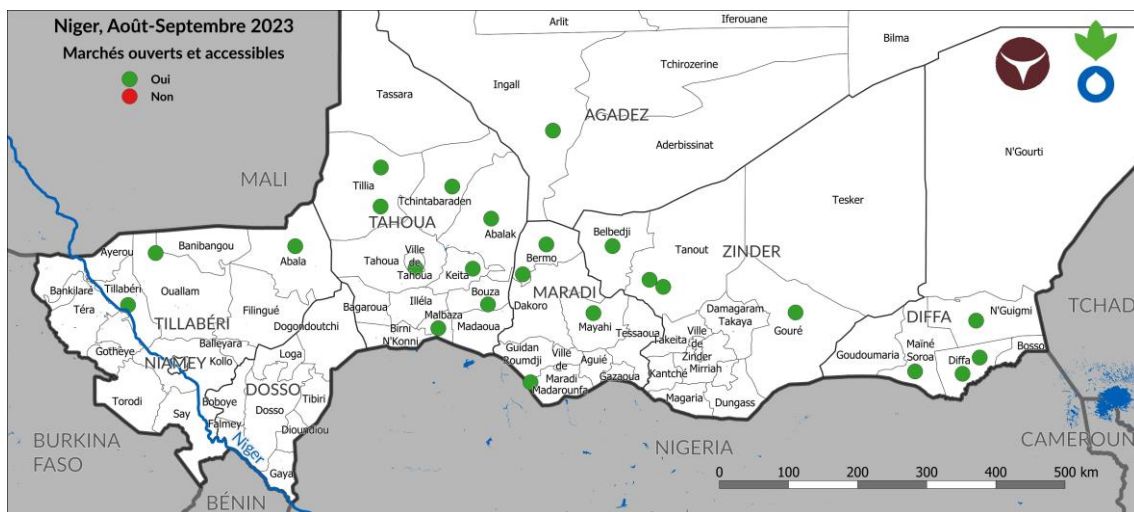 Niger, Août-Septembre 2023
Marchés ouverts et accessibles
Oui
Non
Arlit
Iferouane
Bilma
Ingall
Tchirozerine
Tassara
AGADEZ
Aderbissinat
N'Gourti
MALI
Tillia
Tchintabaraden
Tesker
TAHOUA
Abalak
Belbedji
Tanout
ZINDER
Ayerou
Banibangou
Abala
Tahoua
Ville
de
Tahoua
Keita
Bermo
Bankilaré
Tillabéri
Ouallam
Téra
Filingué
Bagaroua
Illéla
Bouza
Dakoro
MARADI
Mayahi
Damagaram
Takaya
Gouré
DIFFA
N'Guigmi
TCHAD
TILLABÉRI
Dogondoutchi
Malbaza
Birni
N'Konni
Madaoua
Tessaoua
Takeita
Ville
de
Zinder
Mirriah
Goudoumaria
Maïné
Soroa
Diffa
Bosso
Gotheye
Balleyara
NIAMEY
Kollo
Loga
Guidan
Roumdji
Ville
de
Maradi
Aguié
Gazaoua
Kantché
Madarounfa
Magaria
Dungass
Torodi
Say
Boboye
DOSSO
Dosso
Tibiri
Falmey
Dioundiou
Gaya
Niger
BURKINA
FASO
BÉNIN
NIGERIA
CAMEROUN
0 100 200 300 400 500 km